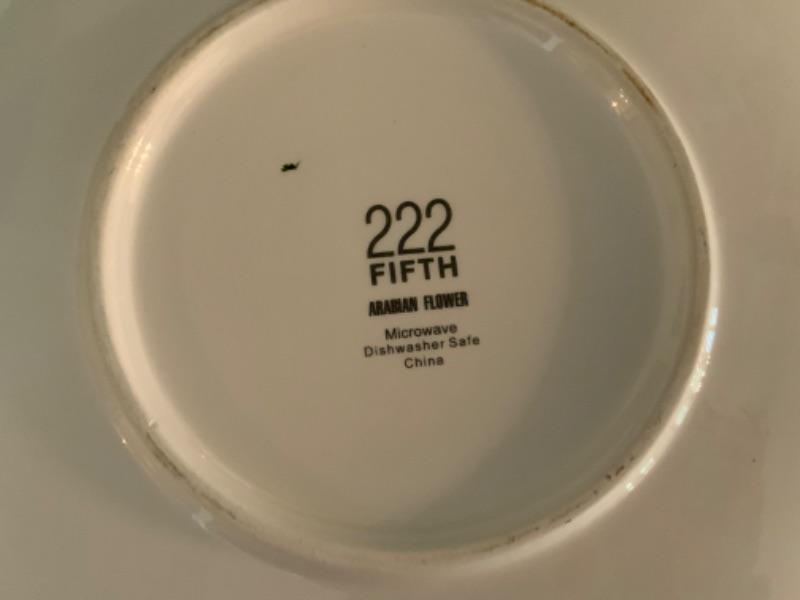 222
FIFTH
ARABIAN FLOWER
Microwave
Dishwasher Safe
China